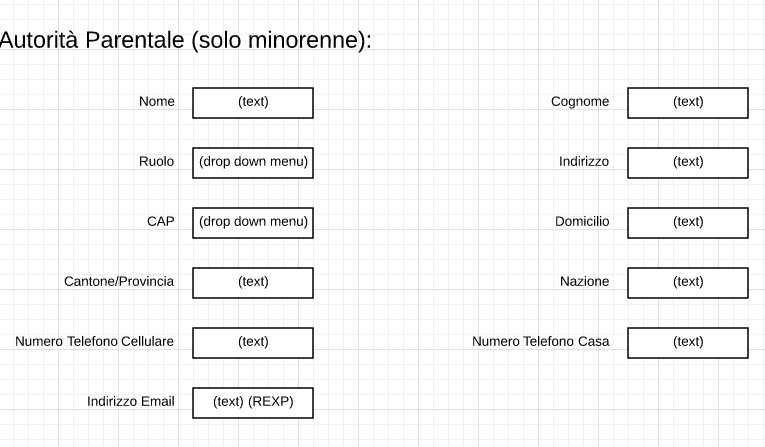 Autorità Parentale (solo minorenne):
Nome (text) Cognome (text)
Ruolo (drop down menu) Indirizzo (text)
CAP (drop down menu) Domicilio (text)
Cantone/Provincia (text) Nazione (text)
Numero Telefono Cellulare (text) Numero Telefono Casa (text)
Indirizzo Email (text) (REXP)